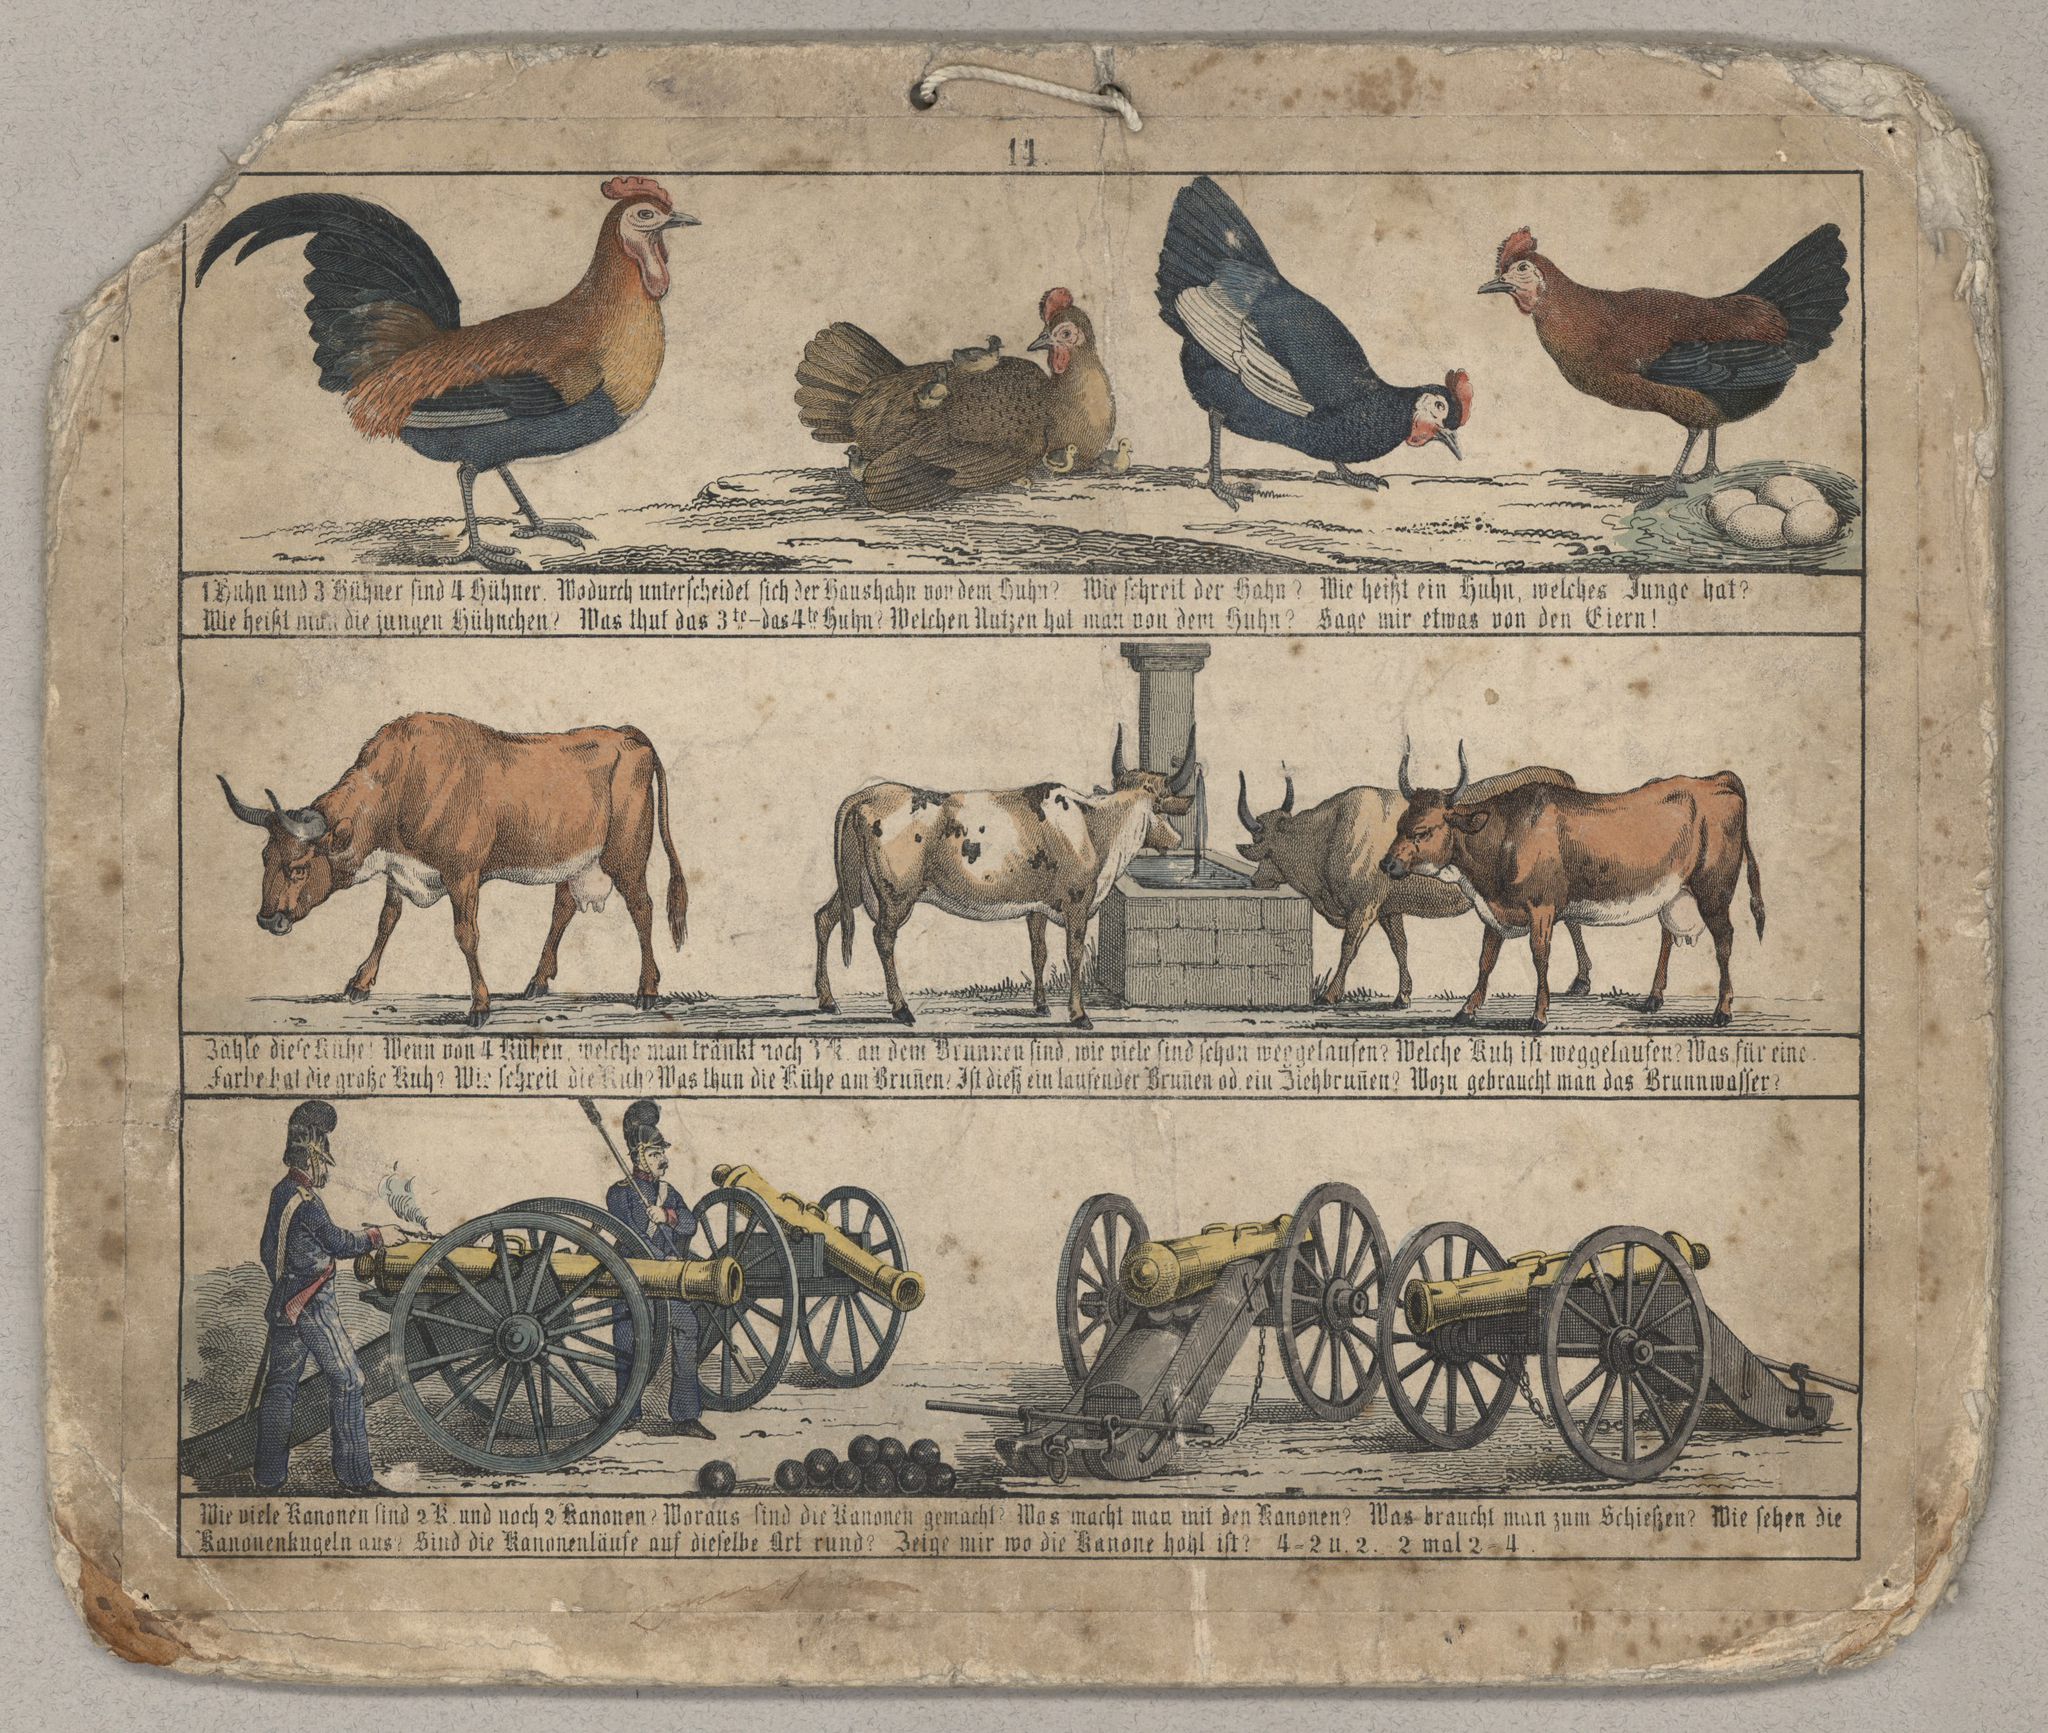 14.
1 Huhn und 3 Hühner sind 4 Hühner. Wodurch unterscheidet sich der Haushahn von dem Huhn? Wie schreit der Hahn? Wie heißt ein Huhn, welches Junge hat?
Wie heißt man die jungen Hühnchen? Was thut das 3te – das 4te Huhn? Welchen Nutzen hat man von dem Huhn? Sage mir etwas von den Eiern!
Zähle diese Kühe! Wenn von 4 Kühen, welche man tränkt noch 3 K. an dem Brunnen sind, wie viele sind schon weggelaufen? Welche Kuh ist weggelaufen? Was für eine
Farbe hat die große Kuh? Wie schreit die Kuh? Was thun die Kühe am Bruñen? Ist dieß ein laufender Bruñen od. ein Ziehbruñen? Wozu gebraucht man das Brunnwasser?
Wie viele Kanonen sind 2 K. und noch 2 Kanonen? Woraus sind die Kanonen gemacht? Was macht man mit den Kanonen? Was braucht man zum Schießen? Wie sehen die
Kanonenkugeln aus? Sind die Kanonenläufe auf dieselbe Art rund? Zeige mir wo die Kanone hohl ist? 4 = 2 u. 2. 2 mal 2 = 4.